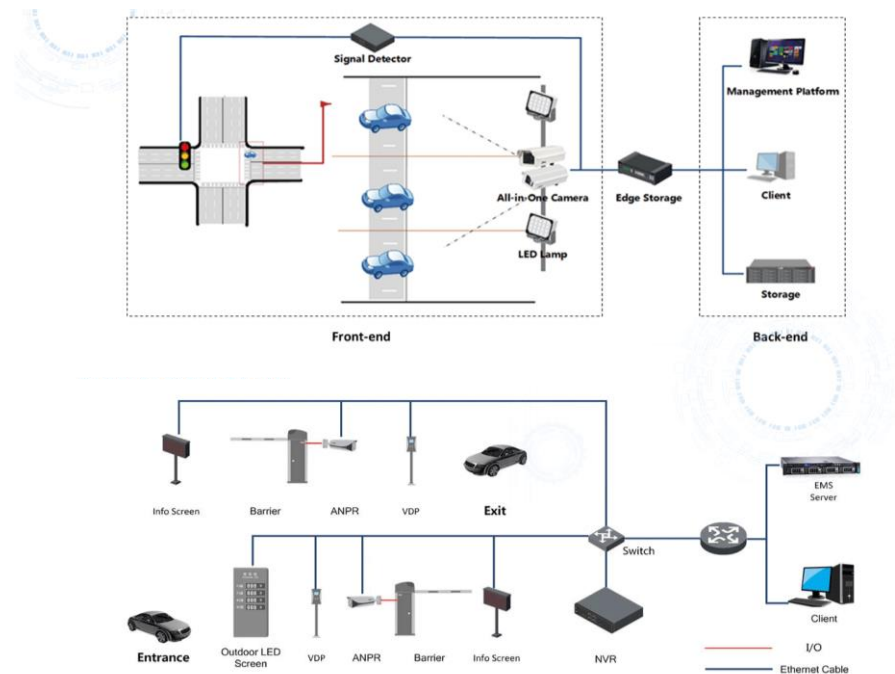 Signal Detector
Management Platform
All-in-One Camera
Edge Storage
Client
LED Lamp
Storage
Front-end
Back-end
Info Screen
Barrier
ANPR
VDP
Exit
EMS
Server
Switch
Client
Entrance
Outdoor LED
Screen
VDP
ANPR
Barrier
Info Screen
NVR
I/O
Ethernet Cable